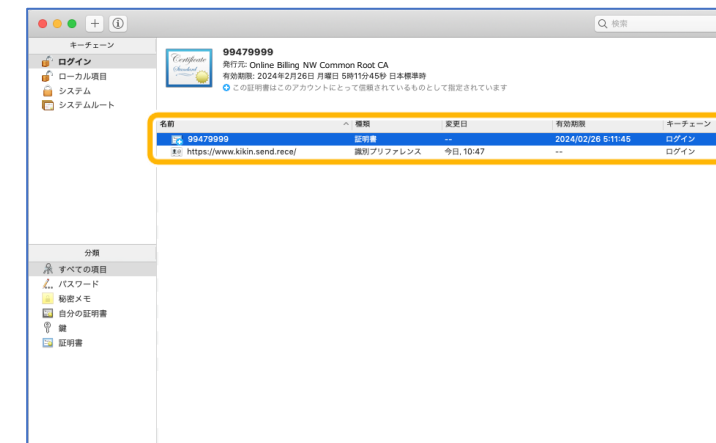 検索
キーチェーン
ログイン
ローカル項目
システム
システムルート
Certificate
Standard
99479999
発行元: Online Billing NW Common Root CA
有効期限: 2024年2月26日 月曜日 5時11分45秒 日本標準時
この証明書はこのアカウントにとって信頼されているものとして指定されています
名前 種類 変更日 有効期限 キーチェーン
99479999 証明書 -- 2024/02/26 5:11:45 ログイン
https://www.kikin.send.rece/ 識別プリファレンス 今日, 10:47 -- ログイン
分類
すべての項目
パスワード
秘密メモ
自分の証明書
鍵
証明書